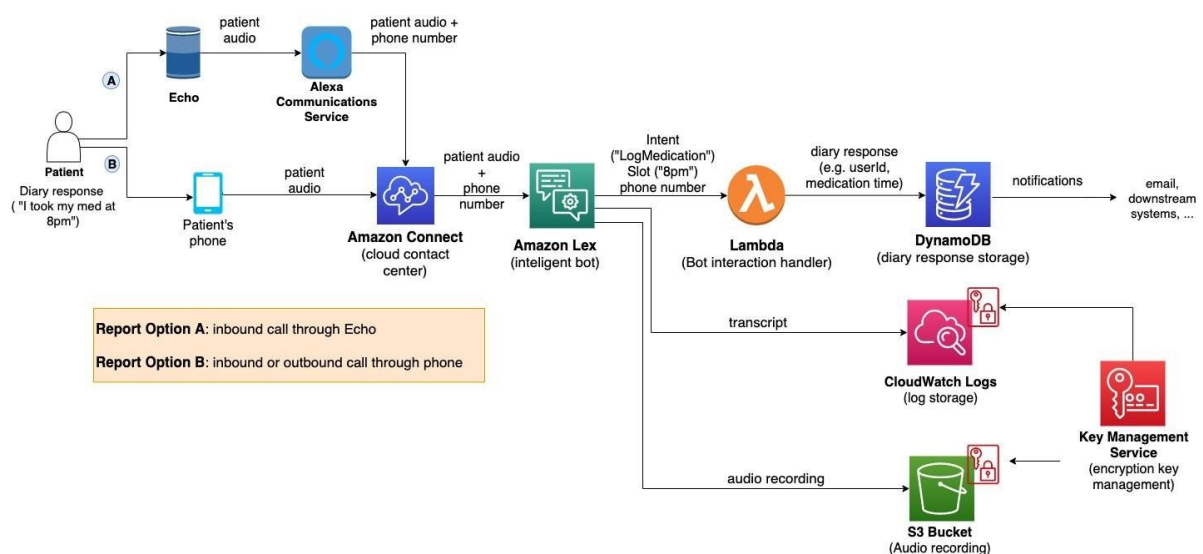 patient
audio
patient audio +
phone number
A
Echo
Alexa
Communications
Service
B
Patient
Diary response
( "I took my med at
8pm")
Patient's
phone
patient
audio
Amazon Connect
(cloud contact
center)
patient audio
+
phone
number
Amazon Lex
(inteligent bot)
Intent
("LogMedication")
Slot ("8pm")
phone number
Lambda
(Bot interaction handler)
diary response
(e.g. userId,
medication time)
DynamoDB
(diary response storage)
notifications
email,
downstream
systems, ...
Report Option A: inbound call through Echo
Report Option B: inbound or outbound call through phone
transcript
CloudWatch Logs
(log storage)
Key Management
Service
(encryption key
management)
audio recording
S3 Bucket
(Audio recording)